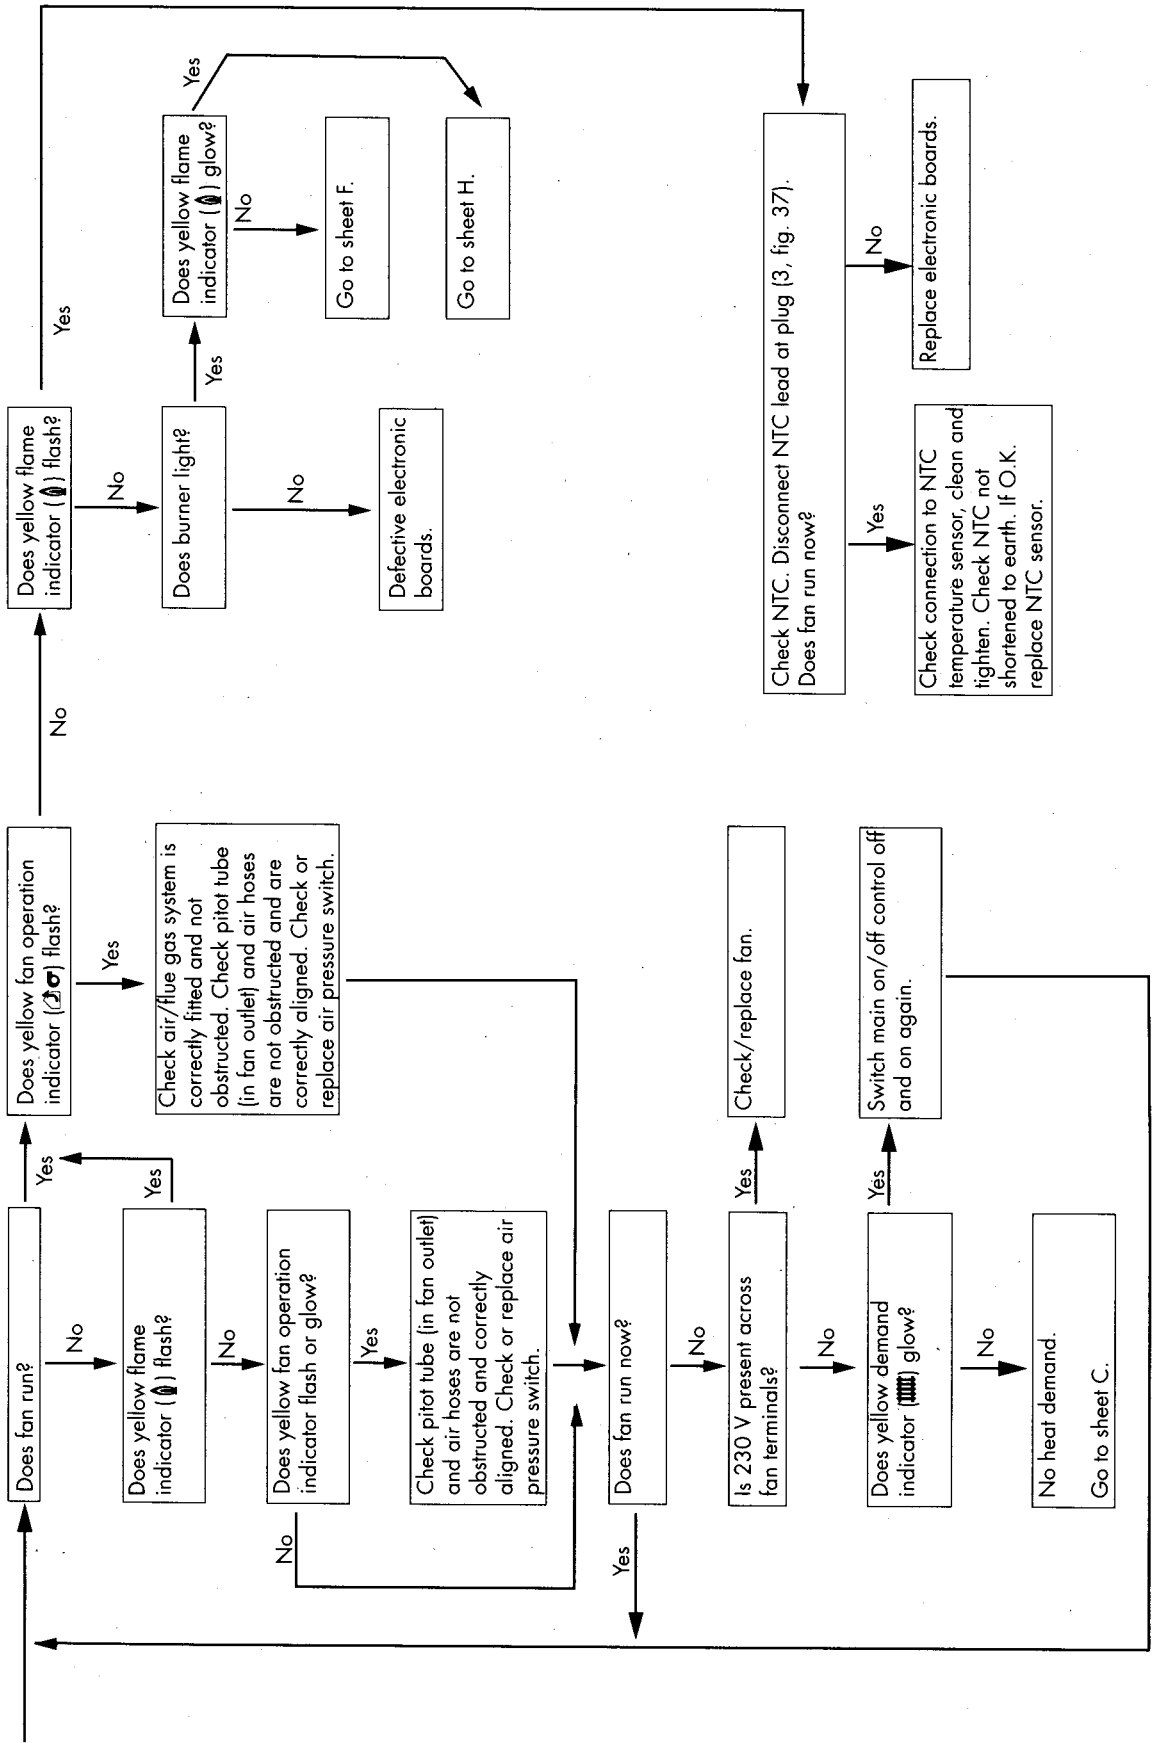 Does fan run?
Yes
No
Does yellow flame
indicator ( ) flash?
Yes
No
Does yellow fan operation
indicator flash or glow?
No
Yes
Check pitot tube (in fan outlet)
and air hoses are not
obstructed and correctly
aligned. Check or replace air
pressure switch.
Does fan run now?
Yes
No
Is 230 V present across
fan terminals?
Yes
Check/replace fan.
No
Does yellow demand
indicator ( ) glow?
Yes
Switch main on/off control off
and on again.
No
No heat demand.
Go to sheet C.
Does yellow fan operation
indicator ( ) flash?
No
Yes
Check air/flue gas system is
correctly fitted and not
obstructed. Check pitot tube
(in fan outlet) and air hoses
are not obstructed and are
correctly aligned. Check or
replace air pressure switch.
Does yellow flame
indicator ( ) flash?
Yes
No
Does burner light?
Yes
No
Defective electronic
boards.
Does yellow flame
indicator ( ) glow?
Yes
No
Go to sheet F.
Go to sheet H.
Check NTC. Disconnect NTC lead at plug (3, fig. 37).
Does fan run now?
Yes
No
Check connection to NTC
temperature sensor, clean and
tighten. Check NTC not
shortened to earth. If O.K.
replace NTC sensor.
Replace electronic boards.